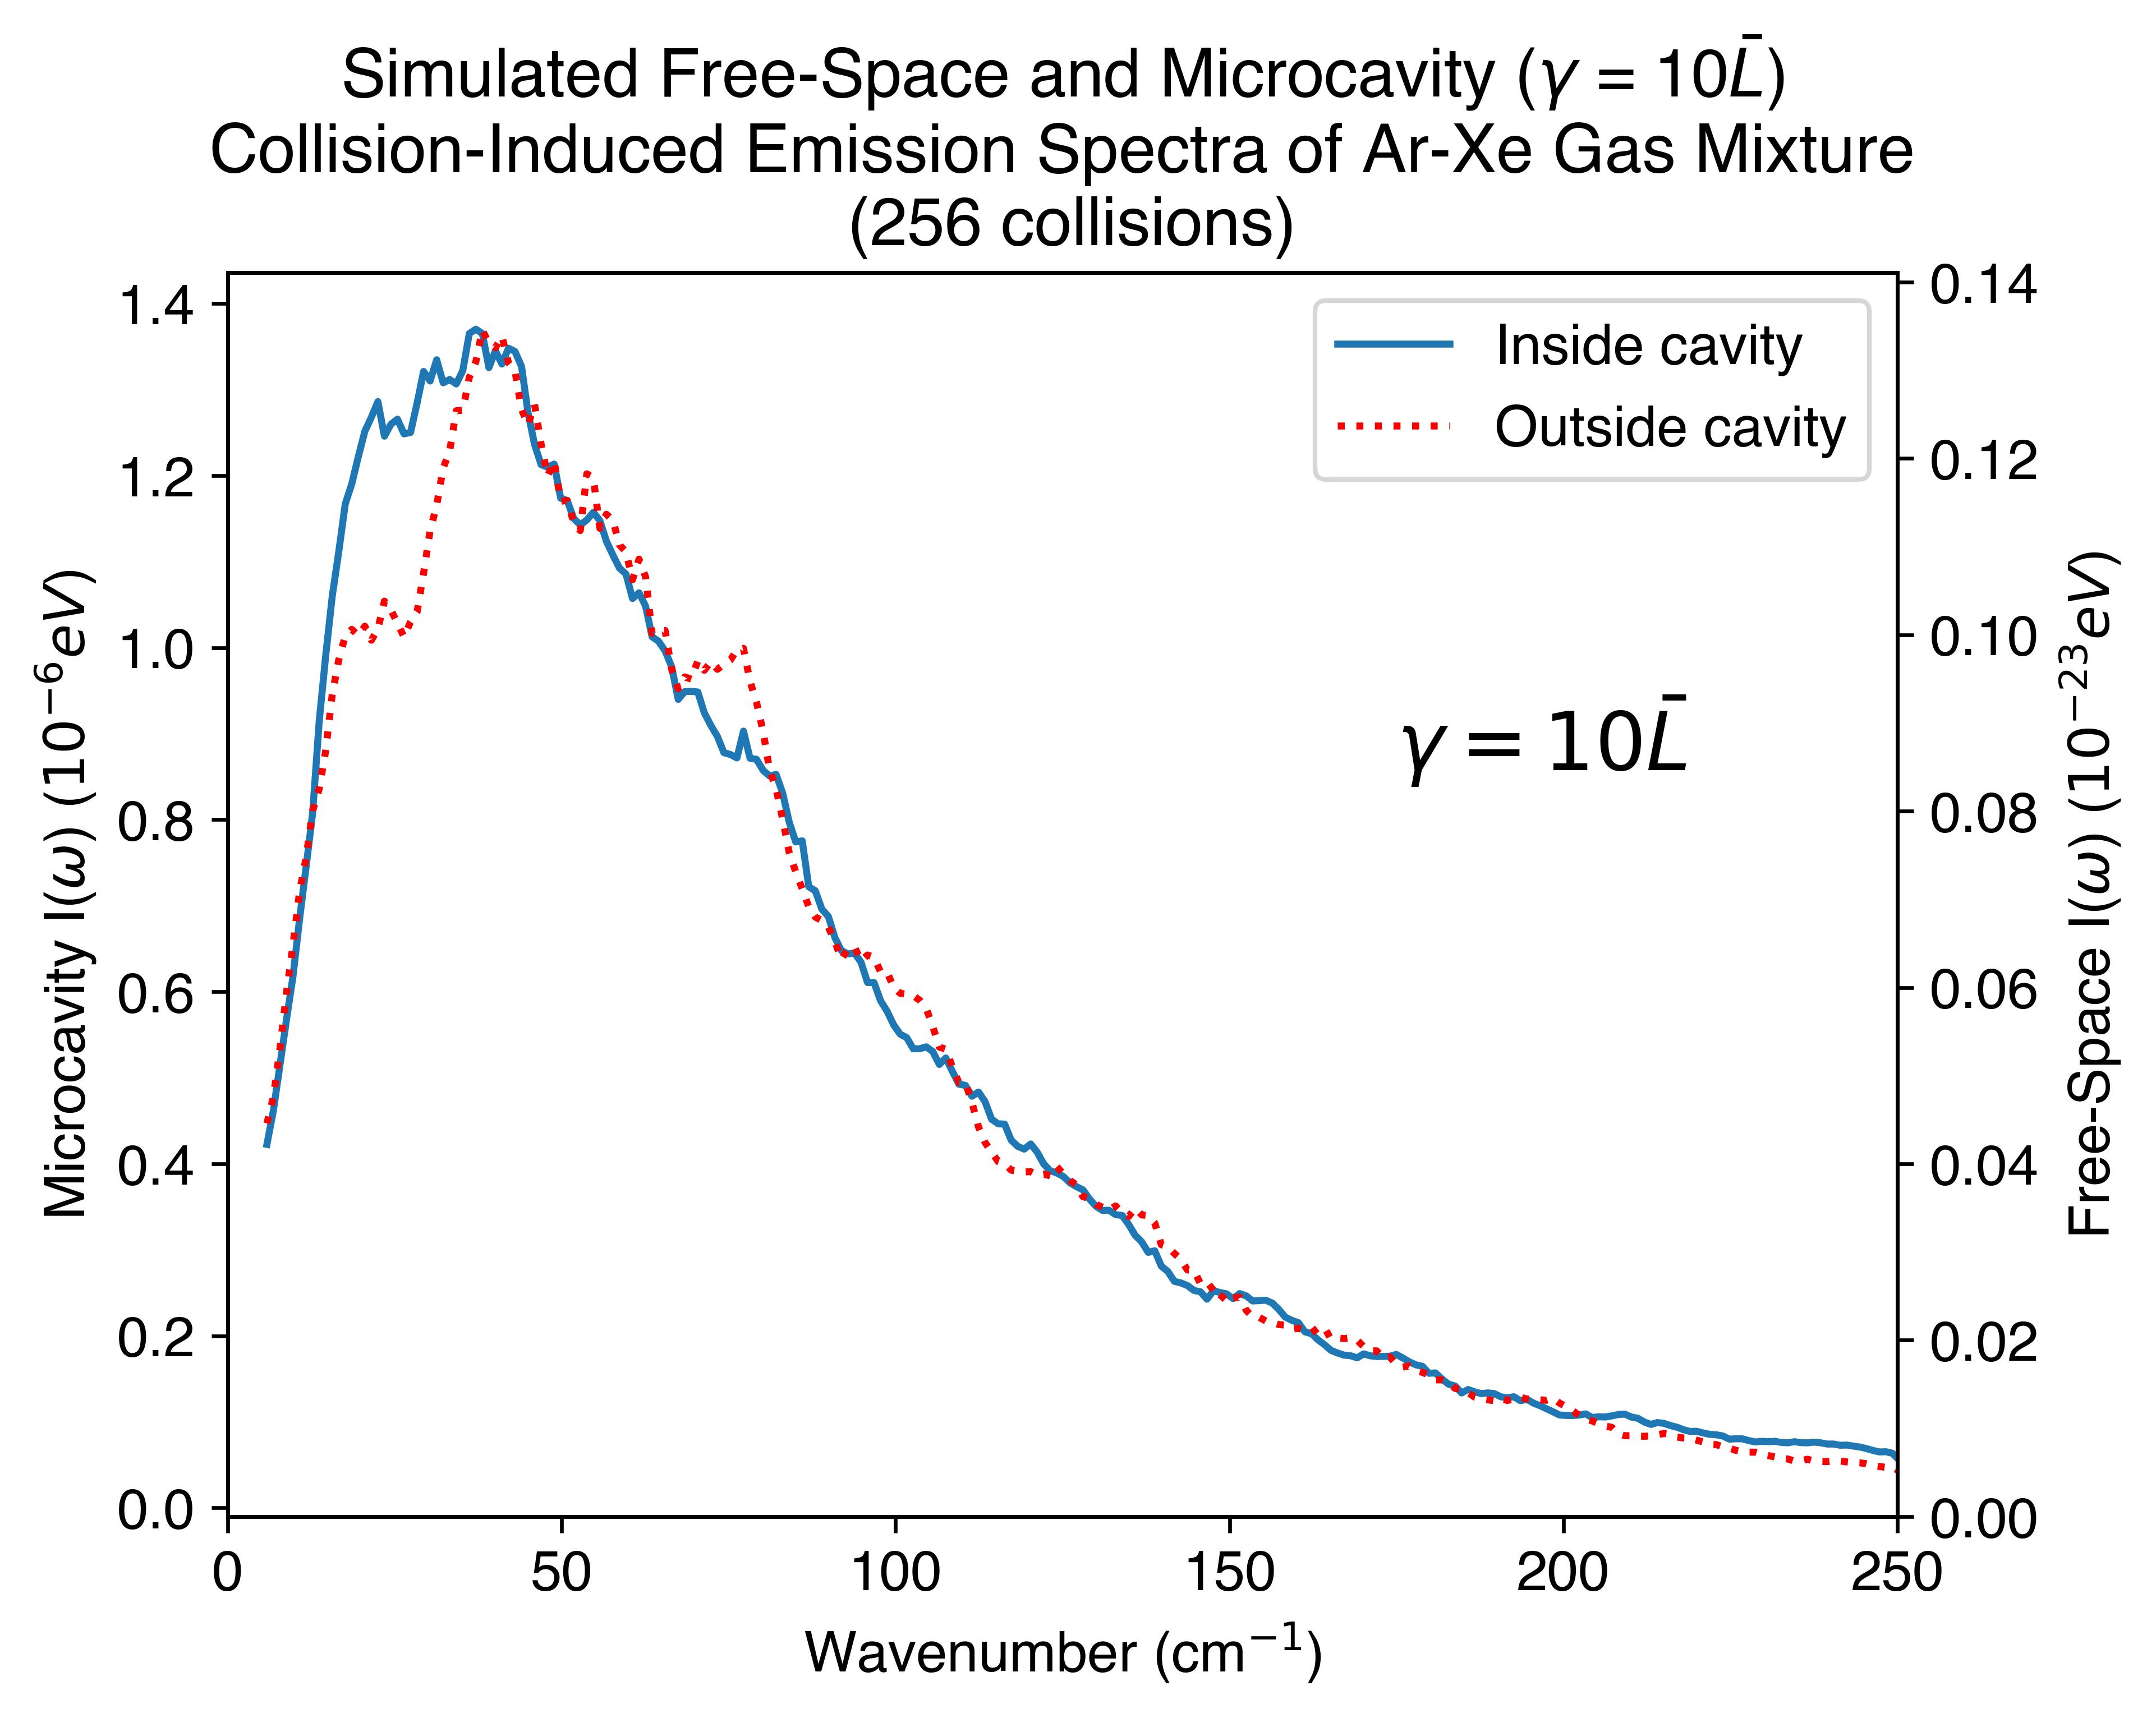 Simulated Free-Space and Microcavity (γ = 10L̄)
Collision-Induced Emission Spectra of Ar-Xe Gas Mixture
(256 collisions)
Microcavity I(ω) (10⁻⁶eV)
1.4
1.2
1.0
0.8
0.6
0.4
0.2
0.0
Inside cavity
Outside cavity
γ = 10L̄
0.14
0.12
0.10
0.08
0.06
0.04
0.02
0.00
Free-Space I(ω) (10⁻²³eV)
0 50 100 150 200 250
Wavenumber (cm⁻¹)